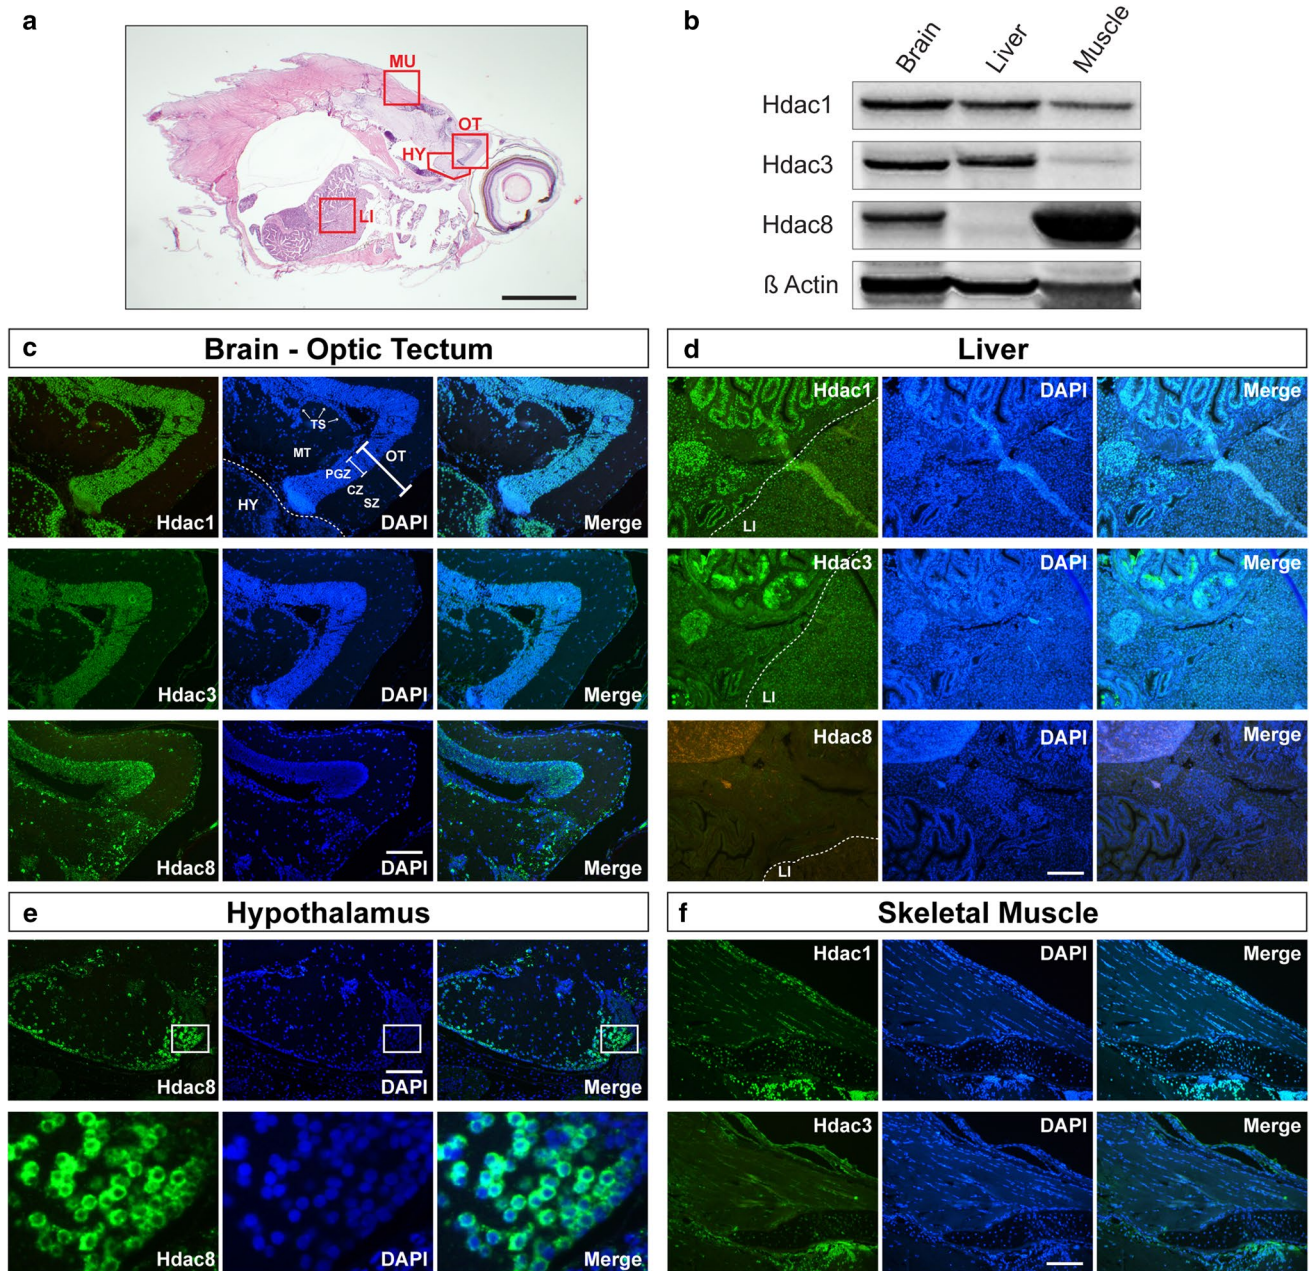 a
MU
OT
HY
LI
b
Brain Liver Muscle
Hdac1
Hdac3
Hdac8
ß Actin
c Brain - Optic Tectum
Hdac1
TS
MT
OT
PGZ
CZ
SZ
HY
DAPI
Merge
Hdac3 DAPI Merge
Hdac8 DAPI Merge
d Liver
Hdac1 DAPI Merge
LI
Hdac3 DAPI Merge
LI
Hdac8 DAPI Merge
LI
e Hypothalamus
Hdac8 DAPI Merge
Hdac8 DAPI Merge
f Skeletal Muscle
Hdac1 DAPI Merge
Hdac3 DAPI Merge